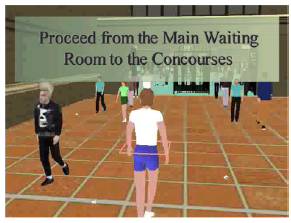 Proceed from the Main Waiting
Room to the Concourses